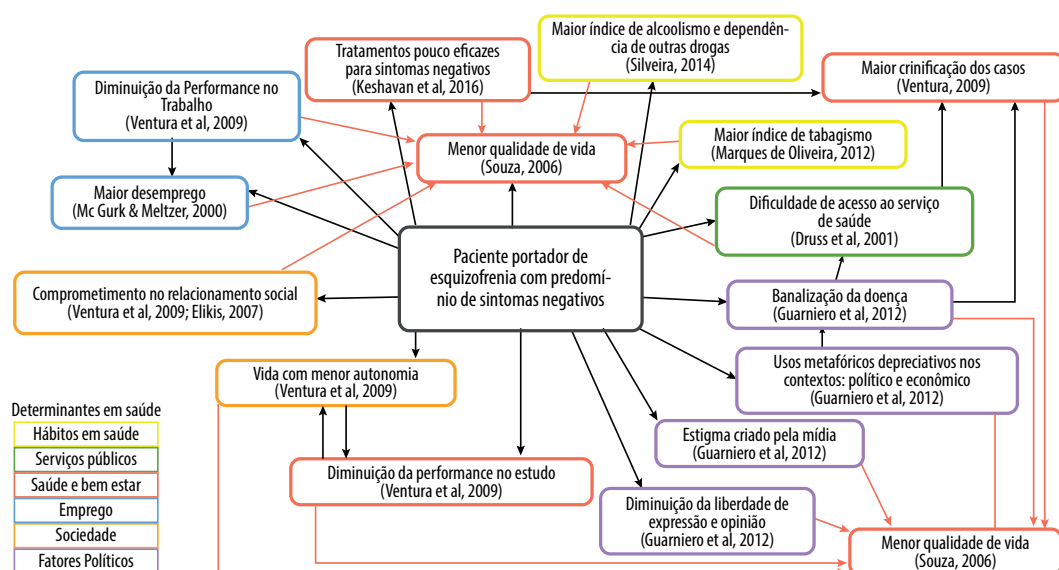 Maior índice de alcoolismo e dependên-
cia de outras drogas
(Silveira, 2014)
Tratamentos pouco eficazes
para sintomas negativos
(Keshavan et al, 2016)
Maior crinificação dos casos
(Ventura, 2009)
Diminuição da Performance no
Trabalho
(Ventura et al, 2009)
Menor qualidade de vida
(Souza, 2006)
Maior índice de tabagismo
(Marques de Oliveira, 2012)
Maior desemprego
(Mc Gurk & Meltzer, 2000)
Dificuldade de acesso ao serviço
de saúde
(Druss et al, 2001)
Paciente portador de
esquizofrenia com predomí-
nio de sintomas negativos
Comprometimento no relacionamento social
(Ventura et al, 2009; Elikis, 2007)
Banalização da doença
(Guarniero et al, 2012)
Vida com menor autonomia
(Ventura et al, 2009)
Usos metafóricos depreciativos nos
contextos: político e econômico
(Guarniero et al, 2012)
Estigma criado pela mídia
(Guarniero et al, 2012)
Diminuição da performance no estudo
(Ventura et al, 2009)
Diminuição da liberdade de
expressão e opinião
(Guarniero et al, 2012)
Menor qualidade de vida
(Souza, 2006)
Determinantes em saúde
Hábitos em saúde
Serviços públicos
Saúde e bem estar
Emprego
Sociedade
Fatores Políticos